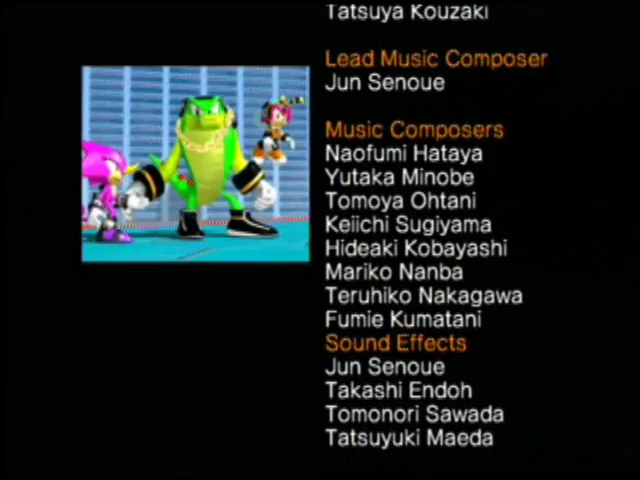 Tatsuya Kouzaki
Lead Music Composer
Jun Senoue
Music Composers
Naofumi Hataya
Yutaka Minobe
Tomoya Ohtani
Keiichi Sugiyama
Hideaki Kobayashi
Mariko Nanba
Teruhiko Nakagawa
Fumie Kumatani
Sound Effects
Jun Senoue
Takashi Endoh
Tomonori Sawada
Tatsuyuki Maeda